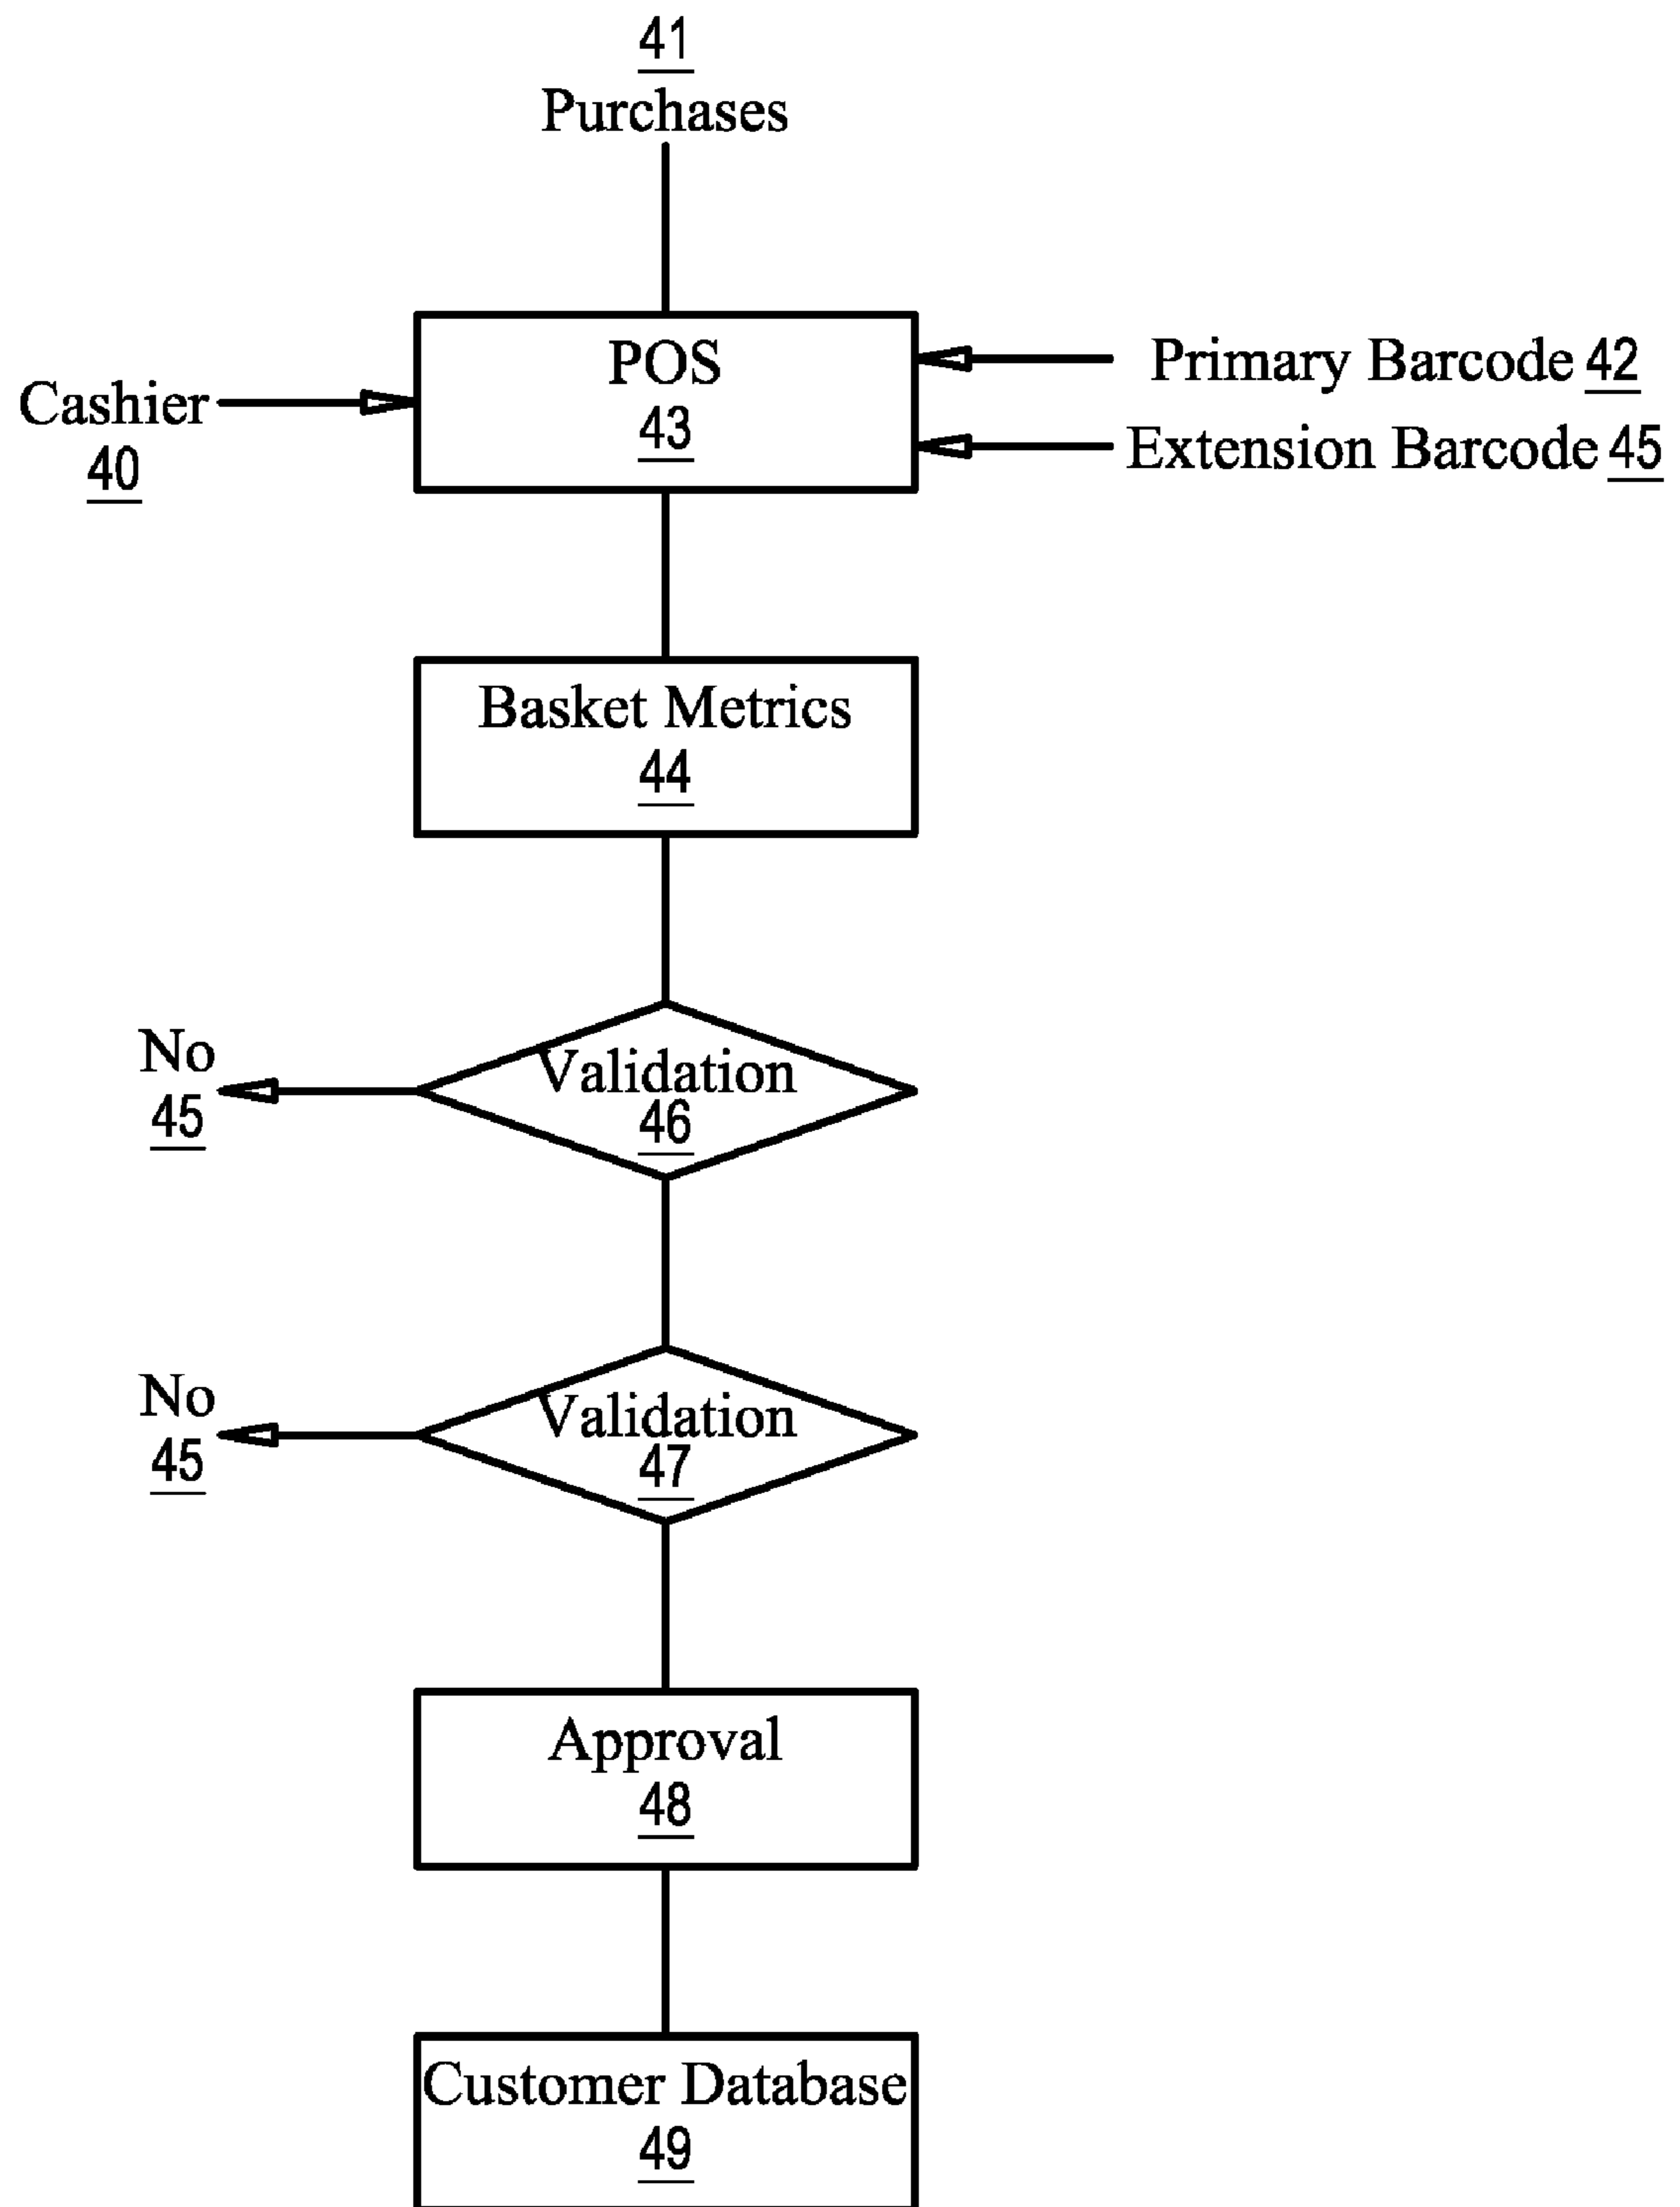 41
Purchases
POS
43
Cashier
40
Primary Barcode 42
Extension Barcode 45
Basket Metrics
44
No
45
Validation
46
No
45
Validation
47
Approval
48
Customer Database
49